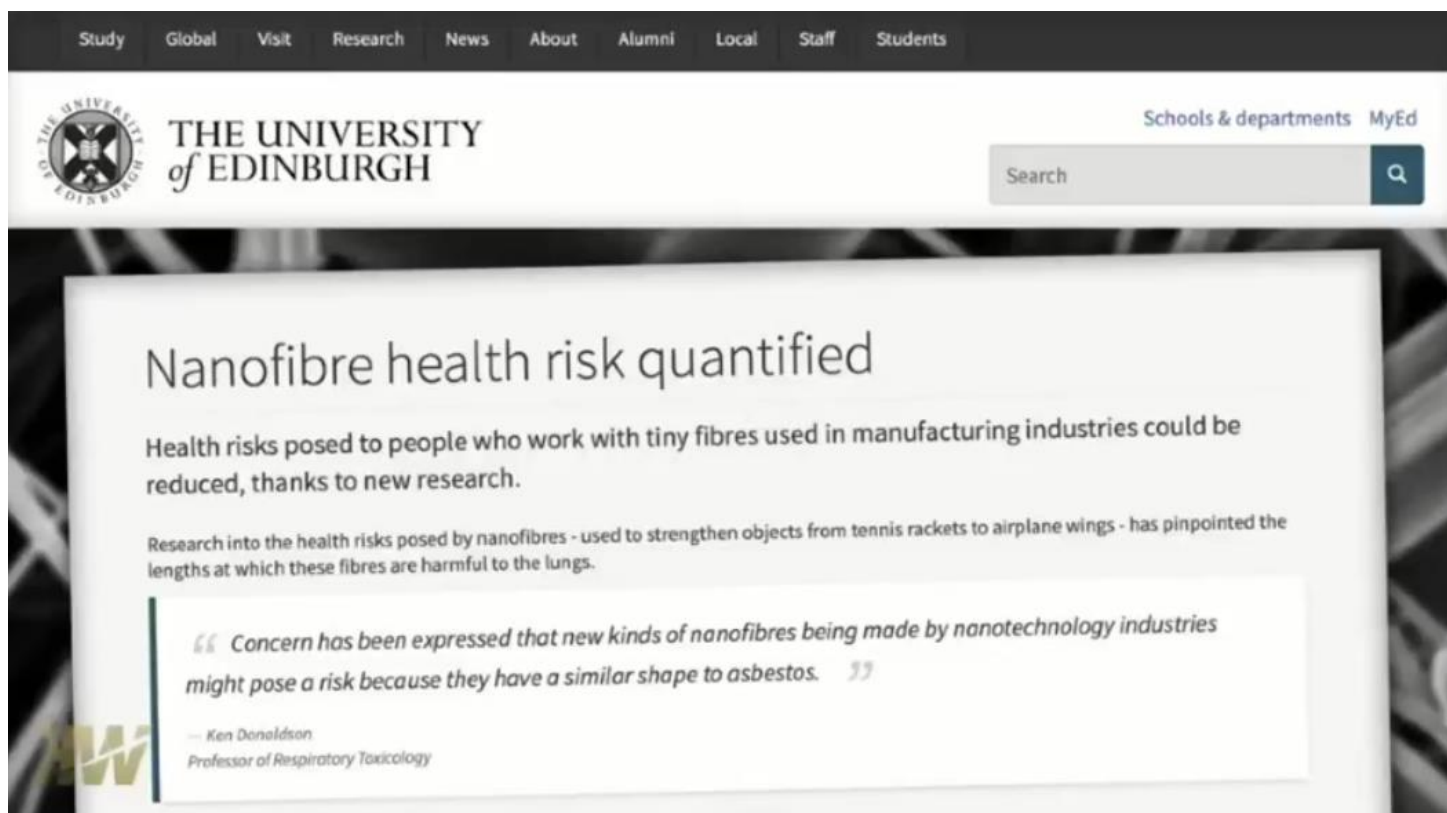 Study Global Visit Research News About Alumni Local Staff Students
THE UNIVERSITY OF EDINBURGH
THE UNIVERSITY
of EDINBURGH
Schools & departments MyEd
Search
Nanofibre health risk quantified
Health risks posed to people who work with tiny fibres used in manufacturing industries could be
reduced, thanks to new research.
Research into the health risks posed by nanofibres - used to strengthen objects from tennis rackets to airplane wings - has pinpointed the
lengths at which these fibres are harmful to the lungs.
“ Concern has been expressed that new kinds of nanofibres being made by nanotechnology industries
might pose a risk because they have a similar shape to asbestos. ”
— Ken Donaldson
Professor of Respiratory Toxicology